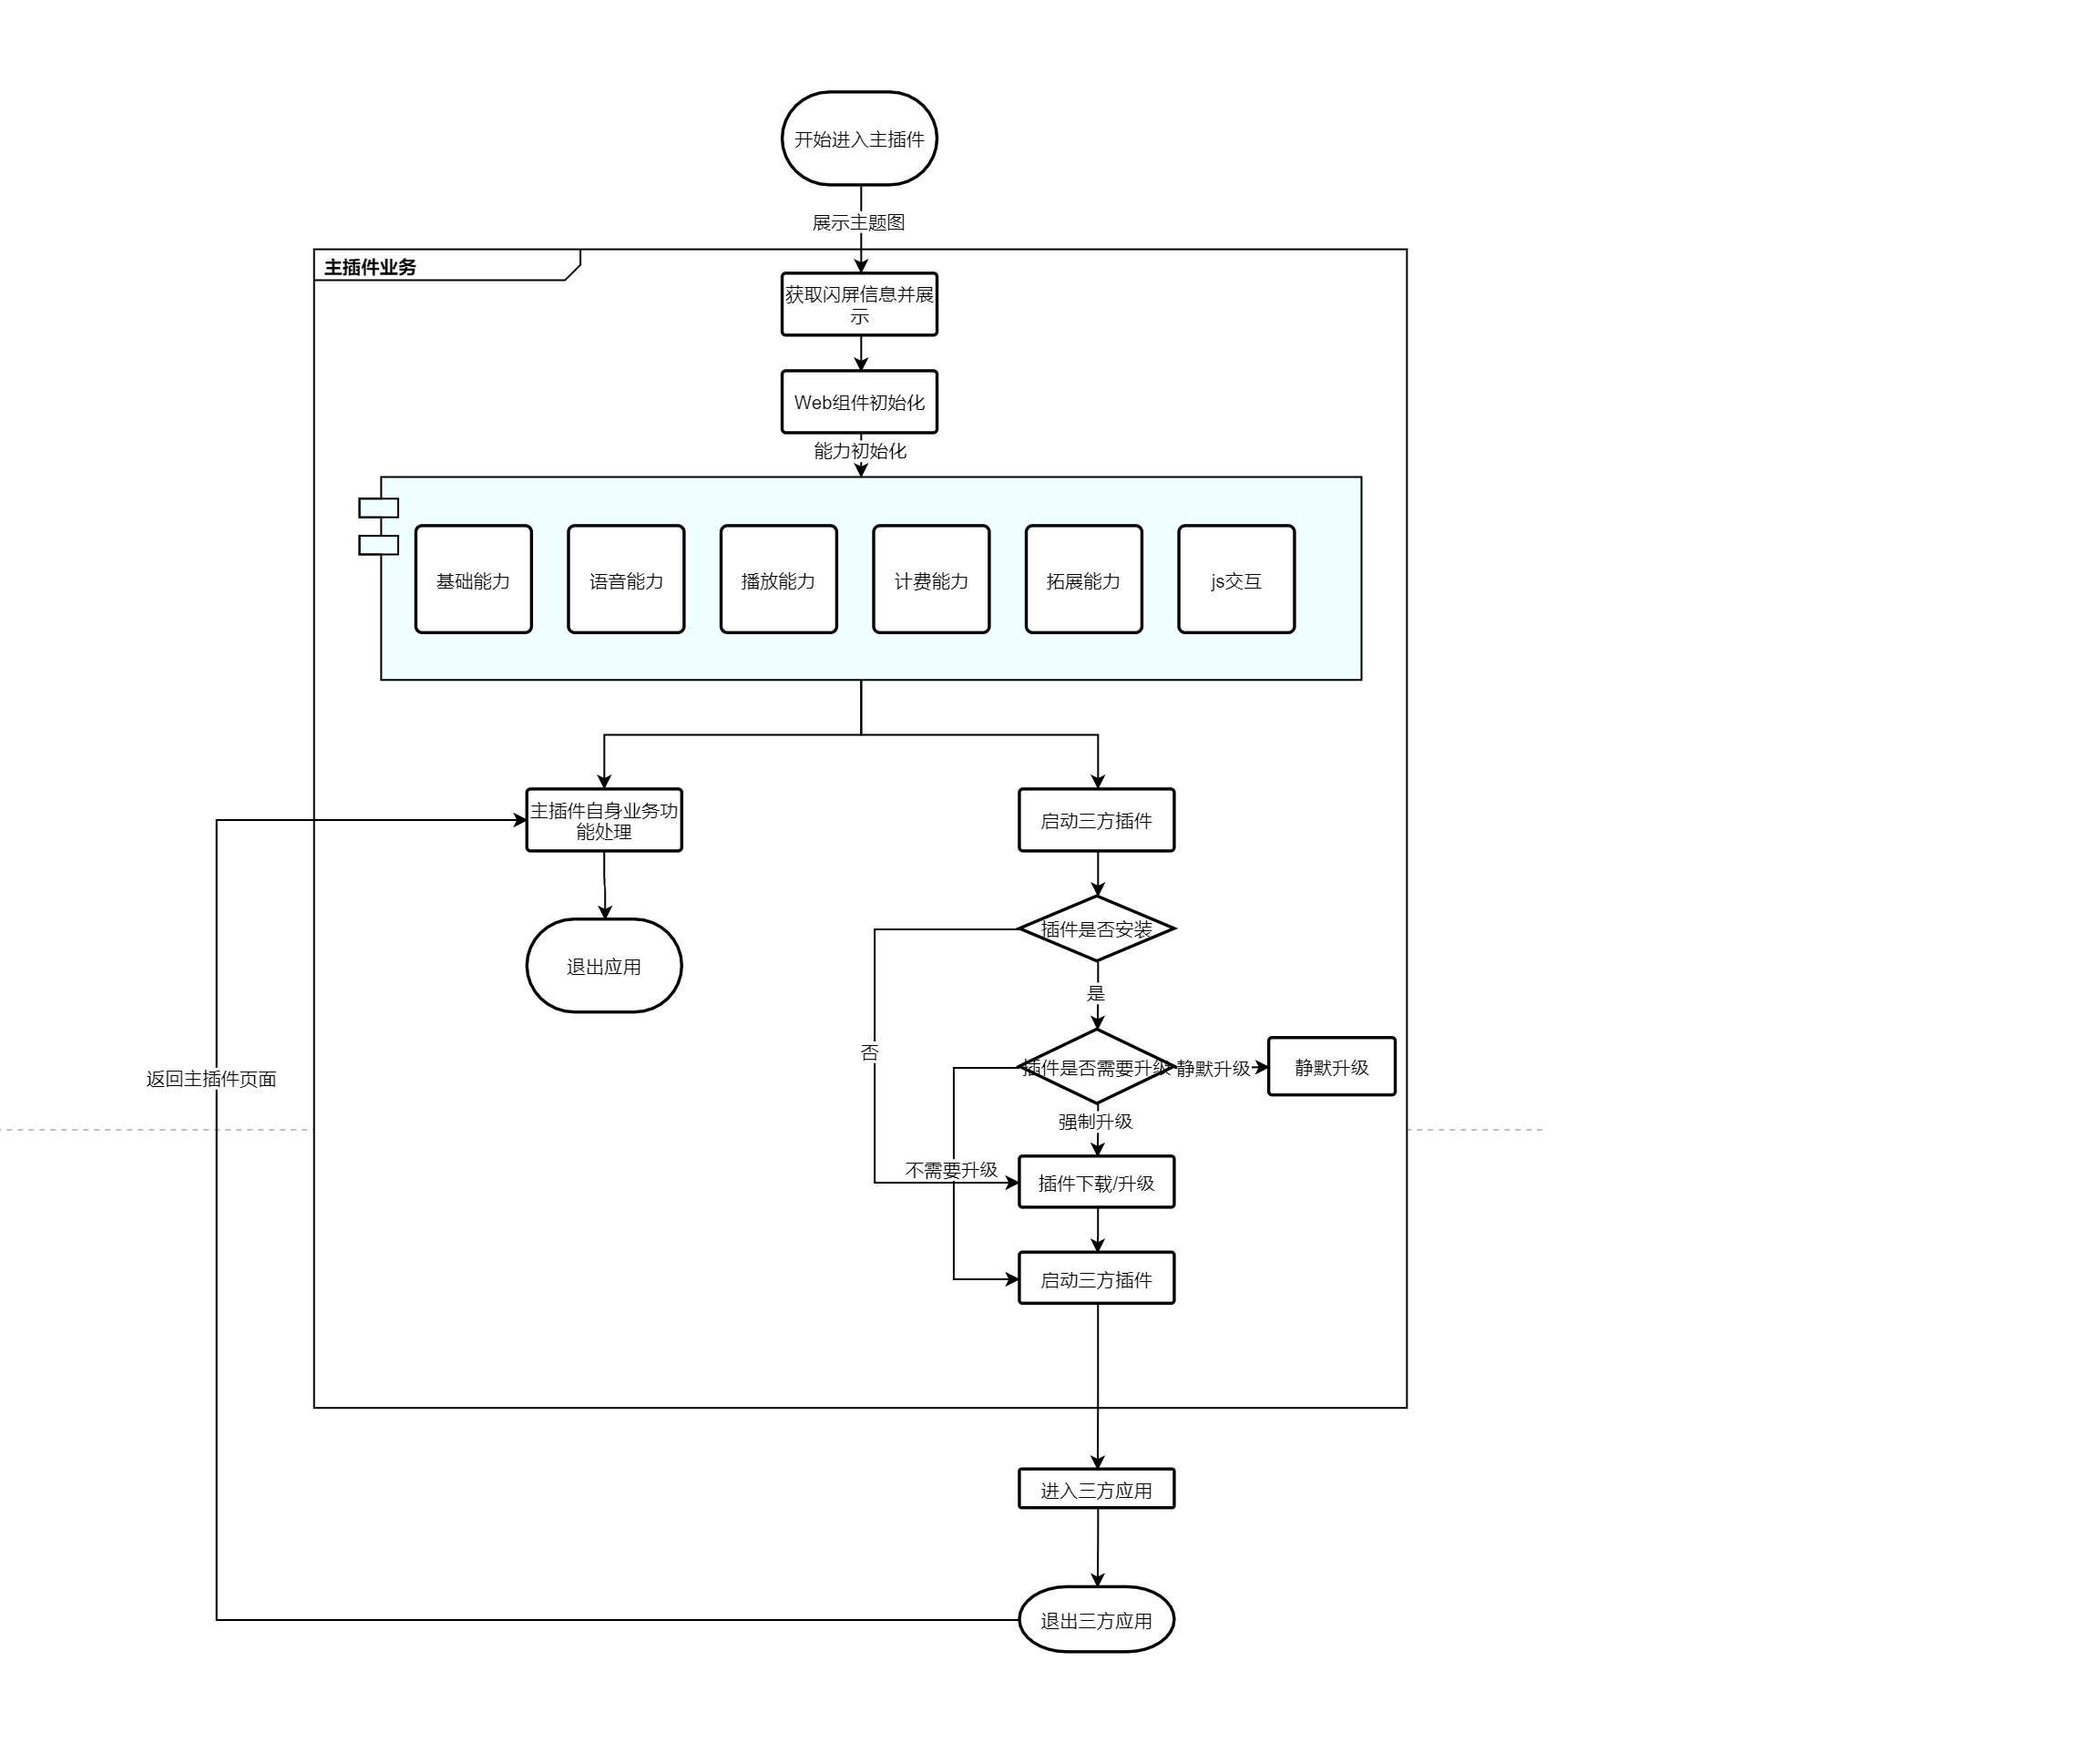 开始进入主插件
展示主题图
主插件业务
获取闪屏信息并展
示
Web组件初始化
能力初始化
基础能力
语音能力
播放能力
计费能力
拓展能力
js交互
主插件自身业务功
能处理
启动三方插件
插件是否安装
退出应用
是
否
插件是否需要升级
静默升级
静默升级
返回主插件页面
强制升级
不需要升级
插件下载/升级
启动三方插件
进入三方应用
退出三方应用